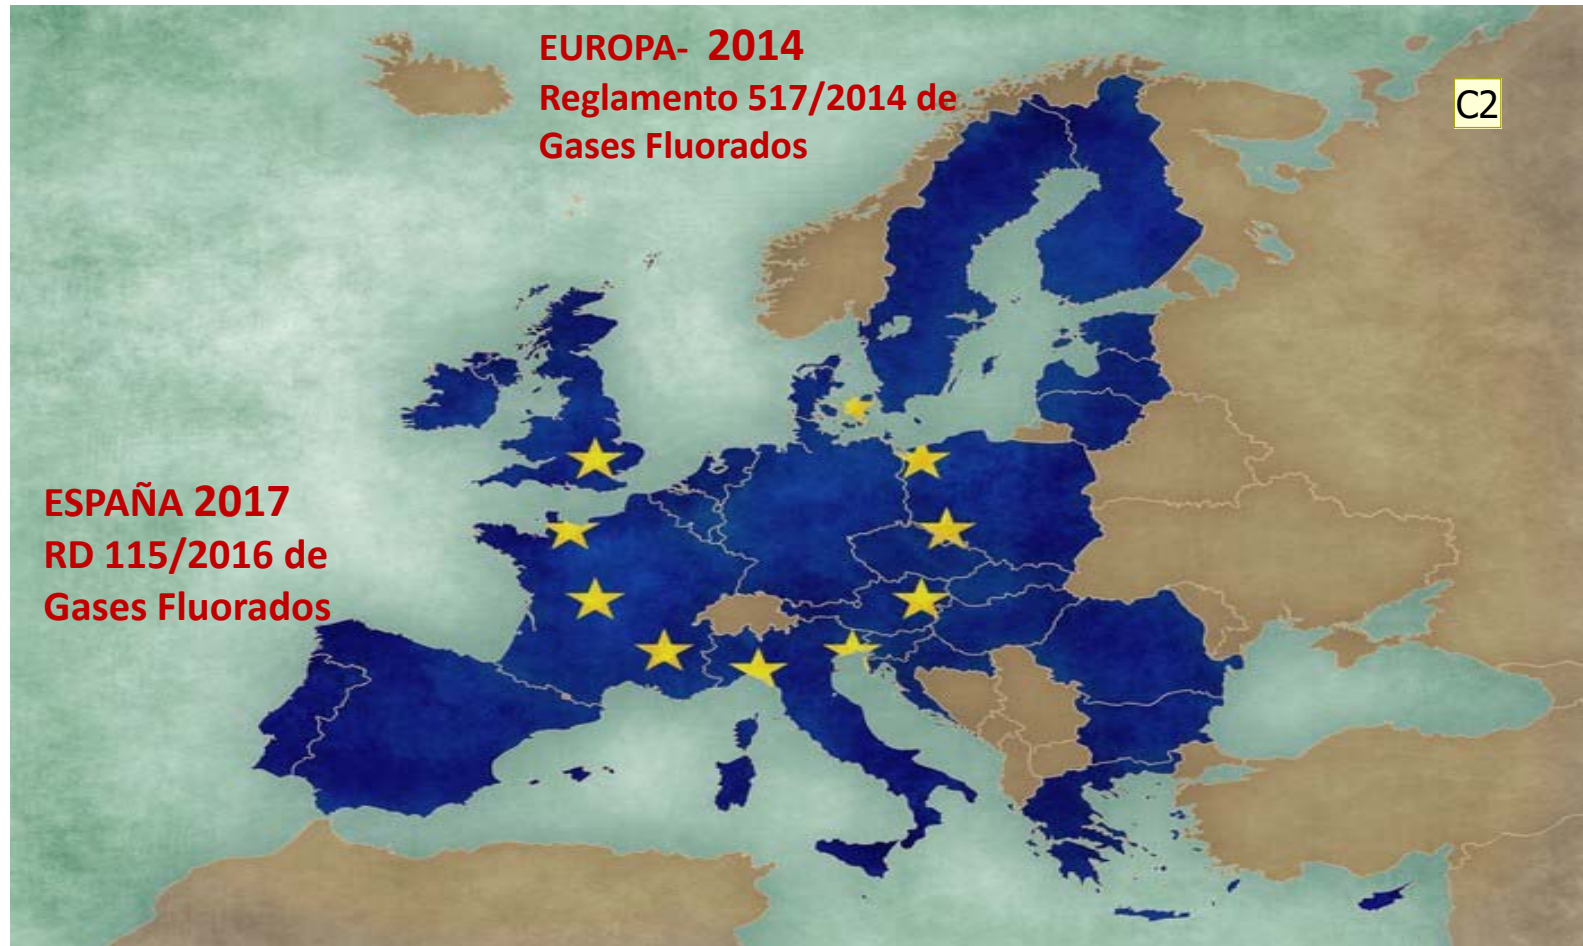 EUROPA- 2014
Reglamento 517/2014 de
Gases Fluorados
C2
ESPAÑA 2017
RD 115/2016 de
Gases Fluorados